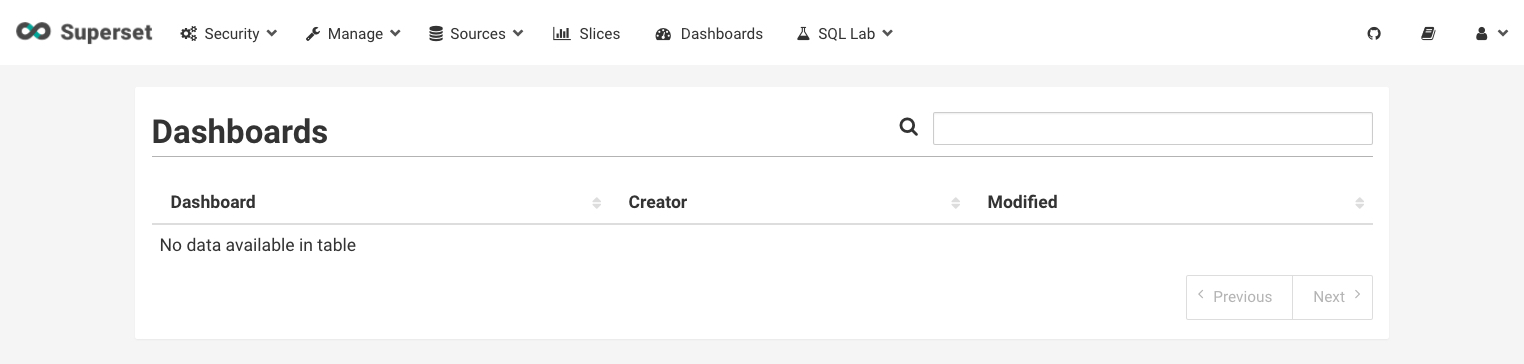 Superset Security Manage Sources Slices Dashboards SQL Lab
Dashboards
Dashboard Creator Modified
No data available in table
Previous Next